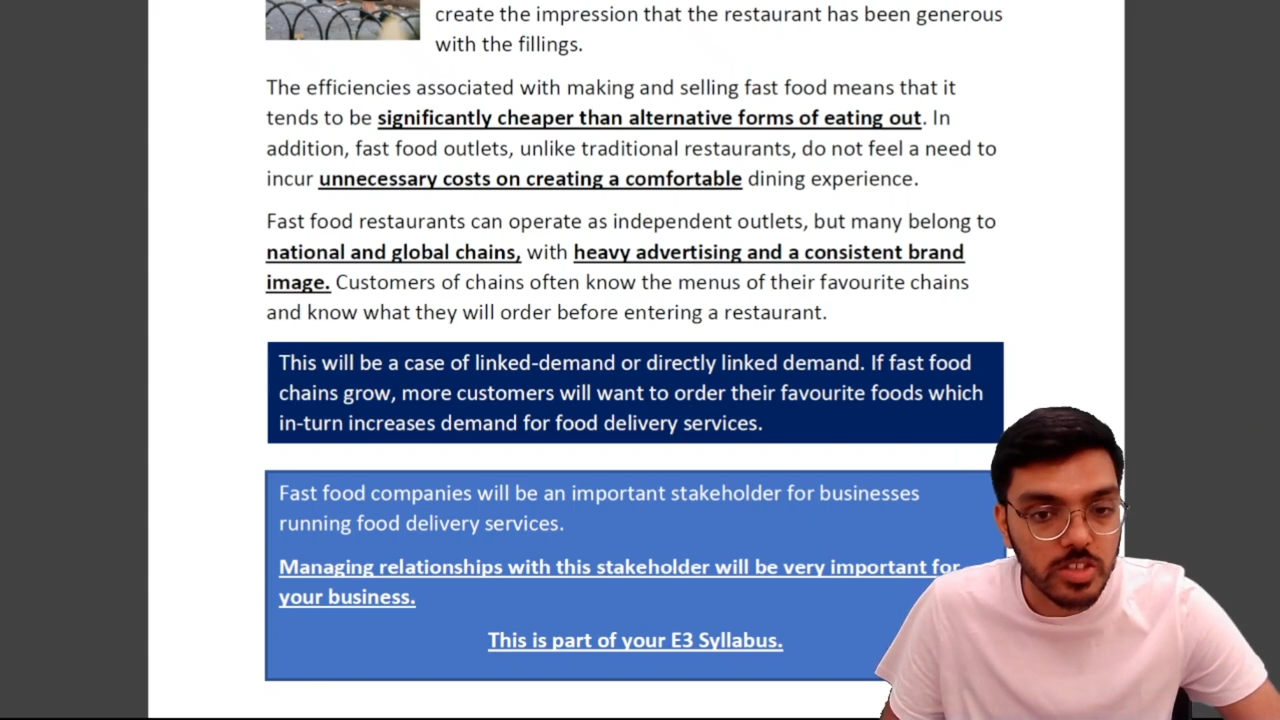 create the impression that the restaurant has been generous
with the fillings.
The efficiencies associated with making and selling fast food means that it
tends to be significantly cheaper than alternative forms of eating out. In
addition, fast food outlets, unlike traditional restaurants, do not feel a need to
incur unnecessary costs on creating a comfortable dining experience.
Fast food restaurants can operate as independent outlets, but many belong to
national and global chains, with heavy advertising and a consistent brand
image. Customers of chains often know the menus of their favourite chains
and know what they will order before entering a restaurant.
This will be a case of linked-demand or directly linked demand. If fast food
chains grow, more customers will want to order their favourite foods which
in-turn increases demand for food delivery services.
Fast food companies will be an important stakeholder for businesses
running food delivery services.
Managing relationships with this stakeholder will be very important for
your business.
This is part of your E3 Syllabus.